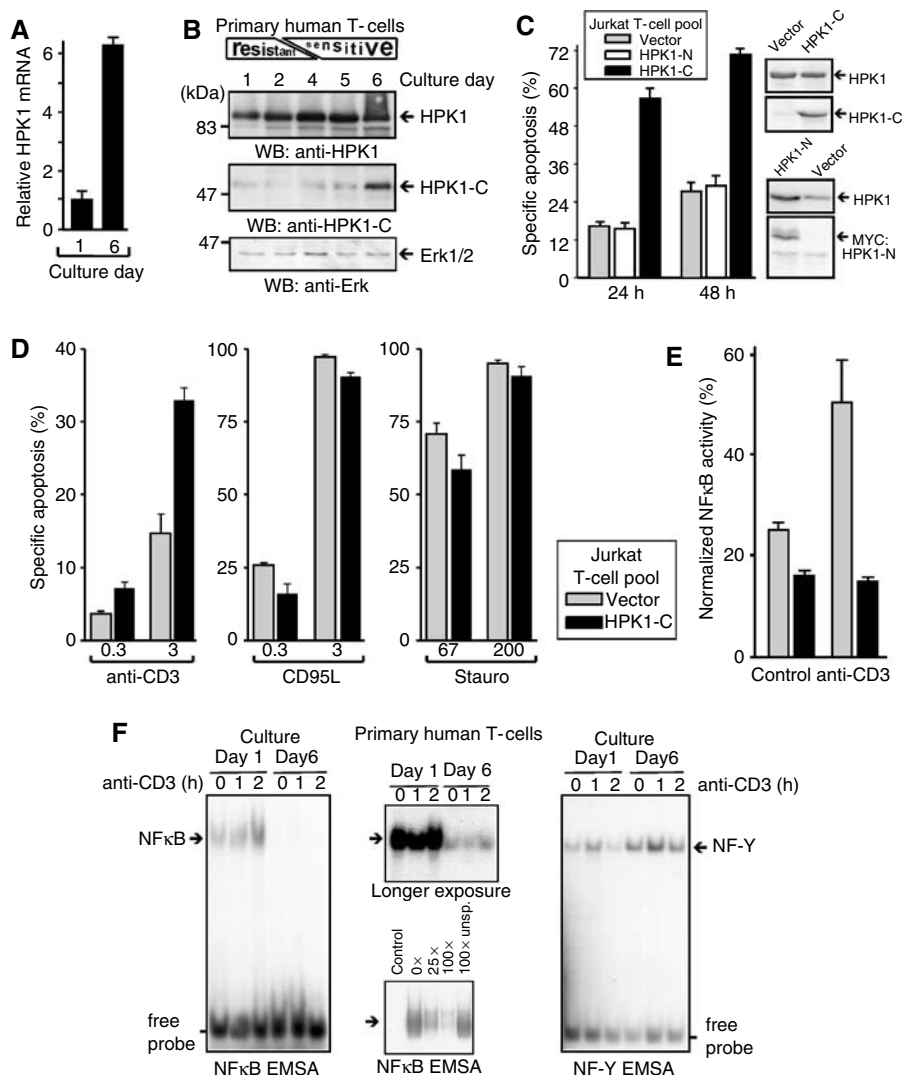 A
Relative HPK1 mRNA
6
4
2
0
1 6
Culture day
B
Primary human T-cells
resistant sensitive
1 2 4 5 6 Culture day
(kDa)
83
HPK1
WB: anti-HPK1
47
HPK1-C
WB: anti-HPK1-C
47
Erk1/2
WB: anti-Erk
C
Jurkat T-cell pool
Vector
HPK1-N
HPK1-C
Specific apoptosis (%)
72
60
48
36
24
12
0
24 h 48 h
Vector HPK1-C
HPK1
HPK1-C
HPK1-N Vector
HPK1
MYC:
HPK1-N
D
Specific apoptosis (%)
40
30
20
10
0
0.3 3
anti-CD3
100
75
50
25
0
0.3 3
CD95L
100
75
50
25
0
67 200
Stauro
Jurkat
T-cell pool
Vector
HPK1-C
E
Normalized NFκB activity (%)
60
40
20
0
Control anti-CD3
F
Culture
Day 1 Day6
anti-CD3 (h) 0 1 2 0 1 2
NFκB
free
probe
NFκB EMSA
Primary human T-cells
Day 1 Day 6
0 1 2 0 1 2
Longer exposure
Control 0× 25× 100× 100× unsp.
NFκB EMSA
Culture
Day1 Day6
0 1 2 0 1 2 anti-CD3 (h)
NF-Y
free
probe
NF-Y EMSA